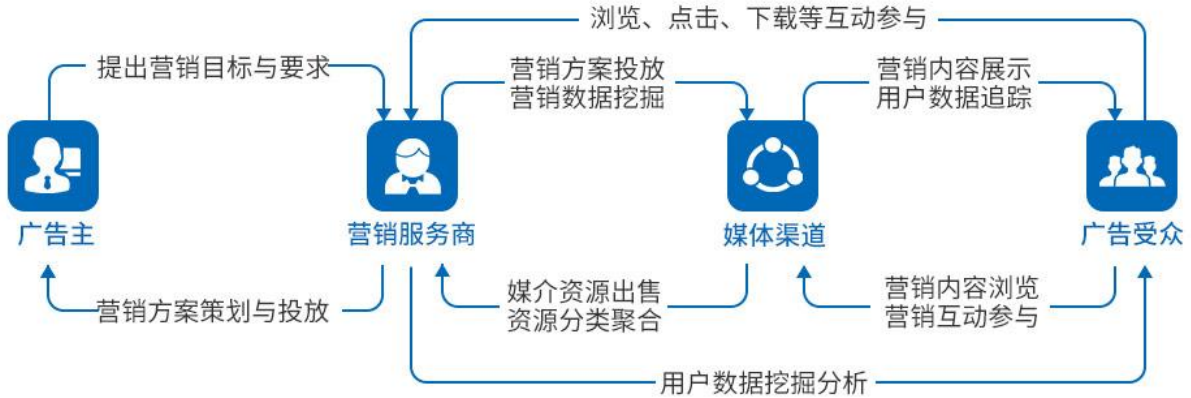 浏览、点击、下载等互动参与
提出营销目标与要求
营销方案投放
营销数据挖掘
营销内容展示
用户数据追踪
广告主
营销服务商
媒体渠道
广告受众
营销方案策划与投放
媒介资源出售
资源分类聚合
营销内容浏览
营销互动参与
用户数据挖掘分析